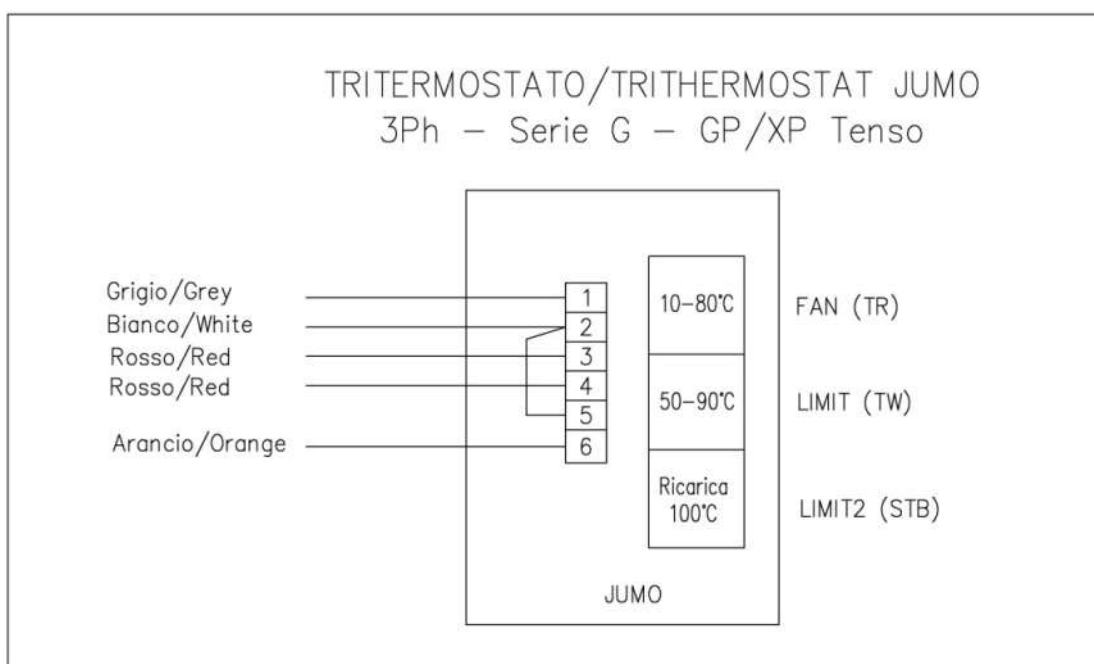 TRITERMOSTATO/TRITHERMOSTAT JUMO
3Ph – Serie G – GP/XP Tenso
Grigio/Grey
Bianco/White
Rosso/Red
Rosso/Red
Arancio/Orange
1
2
3
4
5
6
10–80°C
FAN (TR)
50–90°C
LIMIT (TW)
Ricarica
100°C
LIMIT2 (STB)
JUMO